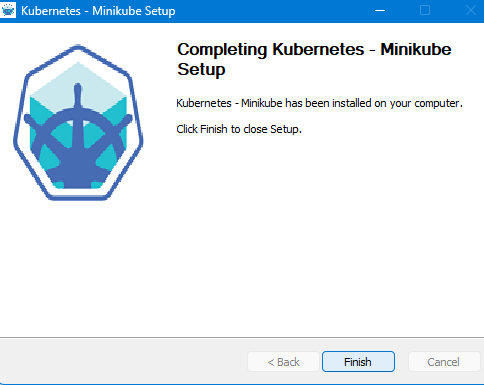 Kubernetes - Minikube Setup
Completing Kubernetes - Minikube
Setup
Kubernetes - Minikube has been installed on your computer.
Click Finish to close Setup.
< Back
Finish
Cancel